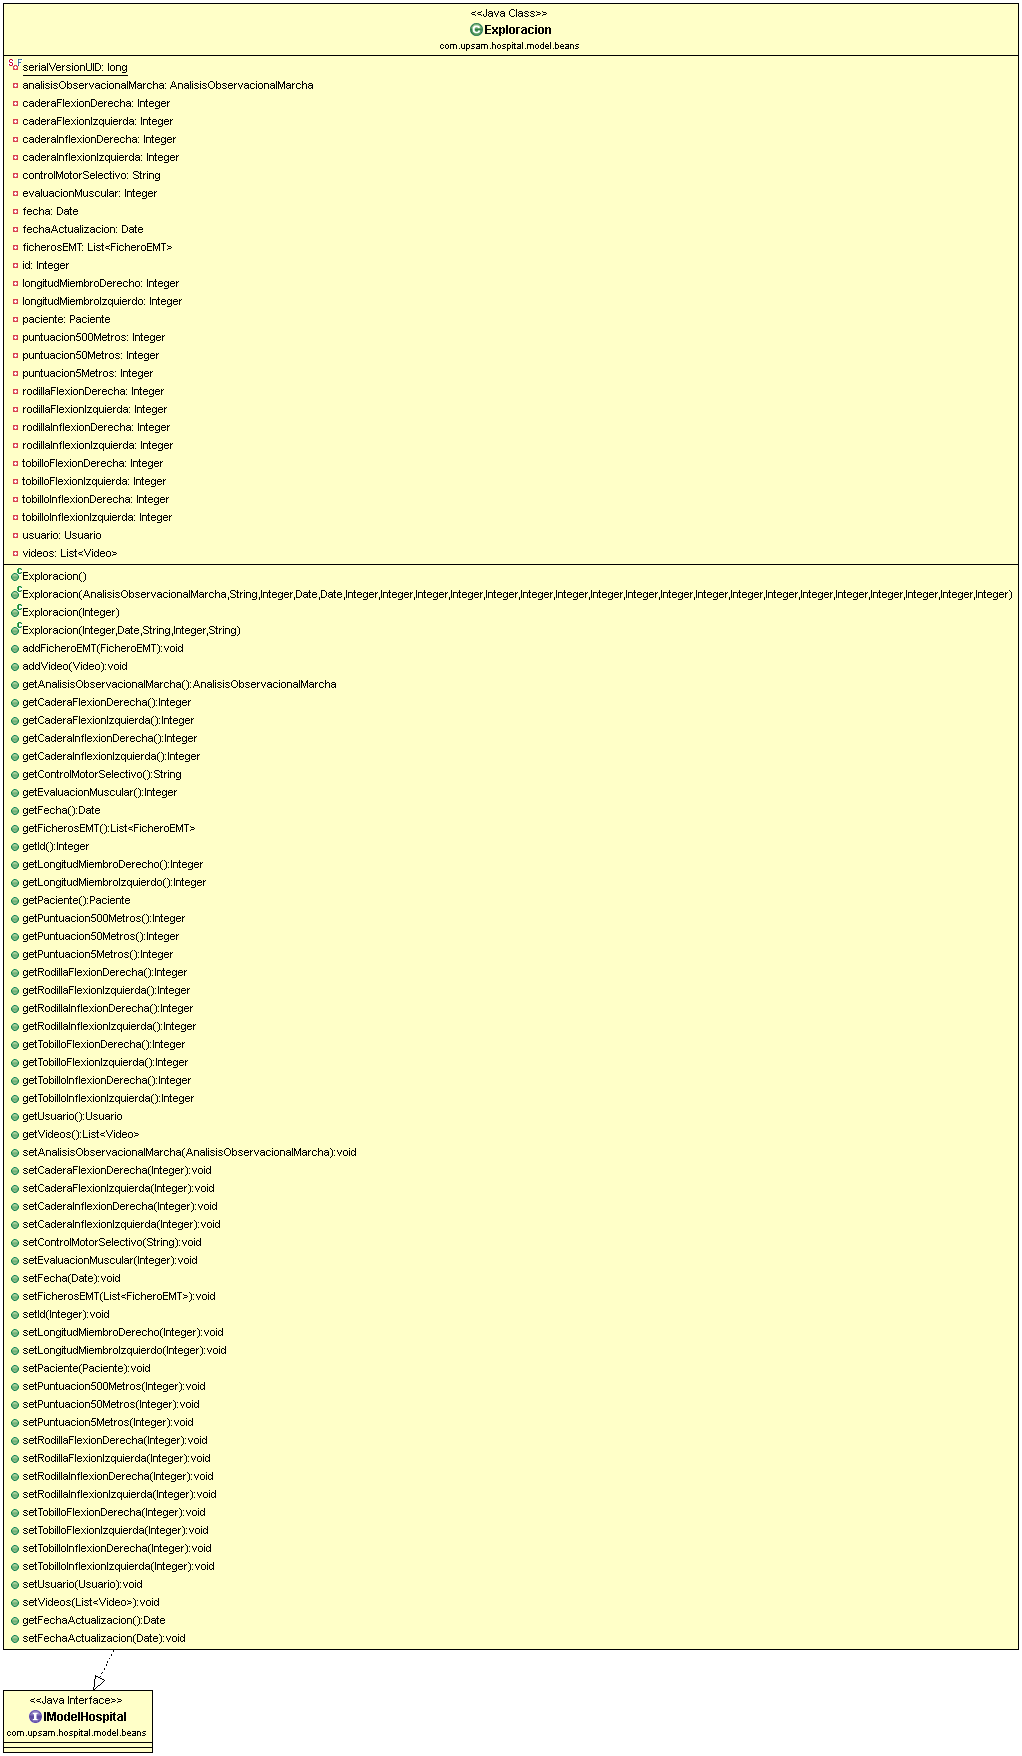 <<Java Class>>
Exploracion
com.upsam.hospital.model.beans
serialVersionUID: long
analisisObservacionalMarcha: AnalisisObservacionalMarcha
caderaFlexionDerecha: Integer
caderaFlexionIzquierda: Integer
caderaInflexionDerecha: Integer
caderaInflexionIzquierda: Integer
controlMotorSelectivo: String
evaluacionMuscular: Integer
fecha: Date
fechaActualizacion: Date
ficherosEMT: List<FicheroEMT>
id: Integer
longitudMiembroDerecho: Integer
longitudMiembroIzquierdo: Integer
paciente: Paciente
puntuacion500Metros: Integer
puntuacion50Metros: Integer
puntuacion5Metros: Integer
rodillaFlexionDerecha: Integer
rodillaFlexionIzquierda: Integer
rodillaInflexionDerecha: Integer
rodillaInflexionIzquierda: Integer
tobilloFlexionDerecha: Integer
tobilloFlexionIzquierda: Integer
tobilloInflexionDerecha: Integer
tobilloInflexionIzquierda: Integer
usuario: Usuario
videos: List<Video>
Exploracion()
Exploracion(AnalisisObservacionalMarcha,String,Integer,Date,Date,Integer,Integer,Integer,Integer,Integer,Integer,Integer,Integer,Integer,Integer,Integer,Integer,Integer,Integer,Integer,Integer,Integer,Integer,Integer)
Exploracion(Integer)
Exploracion(Integer,Date,String,Integer,String)
addFicheroEMT(FicheroEMT):void
addVideo(Video):void
getAnalisisObservacionalMarcha():AnalisisObservacionalMarcha
getCaderaFlexionDerecha():Integer
getCaderaFlexionIzquierda():Integer
getCaderaInflexionDerecha():Integer
getCaderaInflexionIzquierda():Integer
getControlMotorSelectivo():String
getEvaluacionMuscular():Integer
getFecha():Date
getFicherosEMT():List<FicheroEMT>
getId():Integer
getLongitudMiembroDerecho():Integer
getLongitudMiembroIzquierdo():Integer
getPaciente():Paciente
getPuntuacion500Metros():Integer
getPuntuacion50Metros():Integer
getPuntuacion5Metros():Integer
getRodillaFlexionDerecha():Integer
getRodillaFlexionIzquierda():Integer
getRodillaInflexionDerecha():Integer
getRodillaInflexionIzquierda():Integer
getTobilloFlexionDerecha():Integer
getTobilloFlexionIzquierda():Integer
getTobilloInflexionDerecha():Integer
getTobilloInflexionIzquierda():Integer
getUsuario():Usuario
getVideos():List<Video>
setAnalisisObservacionalMarcha(AnalisisObservacionalMarcha):void
setCaderaFlexionDerecha(Integer):void
setCaderaFlexionIzquierda(Integer):void
setCaderaInflexionDerecha(Integer):void
setCaderaInflexionIzquierda(Integer):void
setControlMotorSelectivo(String):void
setEvaluacionMuscular(Integer):void
setFecha(Date):void
setFicherosEMT(List<FicheroEMT>):void
setId(Integer):void
setLongitudMiembroDerecho(Integer):void
setLongitudMiembroIzquierdo(Integer):void
setPaciente(Paciente):void
setPuntuacion500Metros(Integer):void
setPuntuacion50Metros(Integer):void
setPuntuacion5Metros(Integer):void
setRodillaFlexionDerecha(Integer):void
setRodillaFlexionIzquierda(Integer):void
setRodillaInflexionDerecha(Integer):void
setRodillaInflexionIzquierda(Integer):void
setTobilloFlexionDerecha(Integer):void
setTobilloFlexionIzquierda(Integer):void
setTobilloInflexionDerecha(Integer):void
setTobilloInflexionIzquierda(Integer):void
setUsuario(Usuario):void
setVideos(List<Video>):void
getFechaActualizacion():Date
setFechaActualizacion(Date):void
<<Java Interface>>
IModelHospital
com.upsam.hospital.model.beans